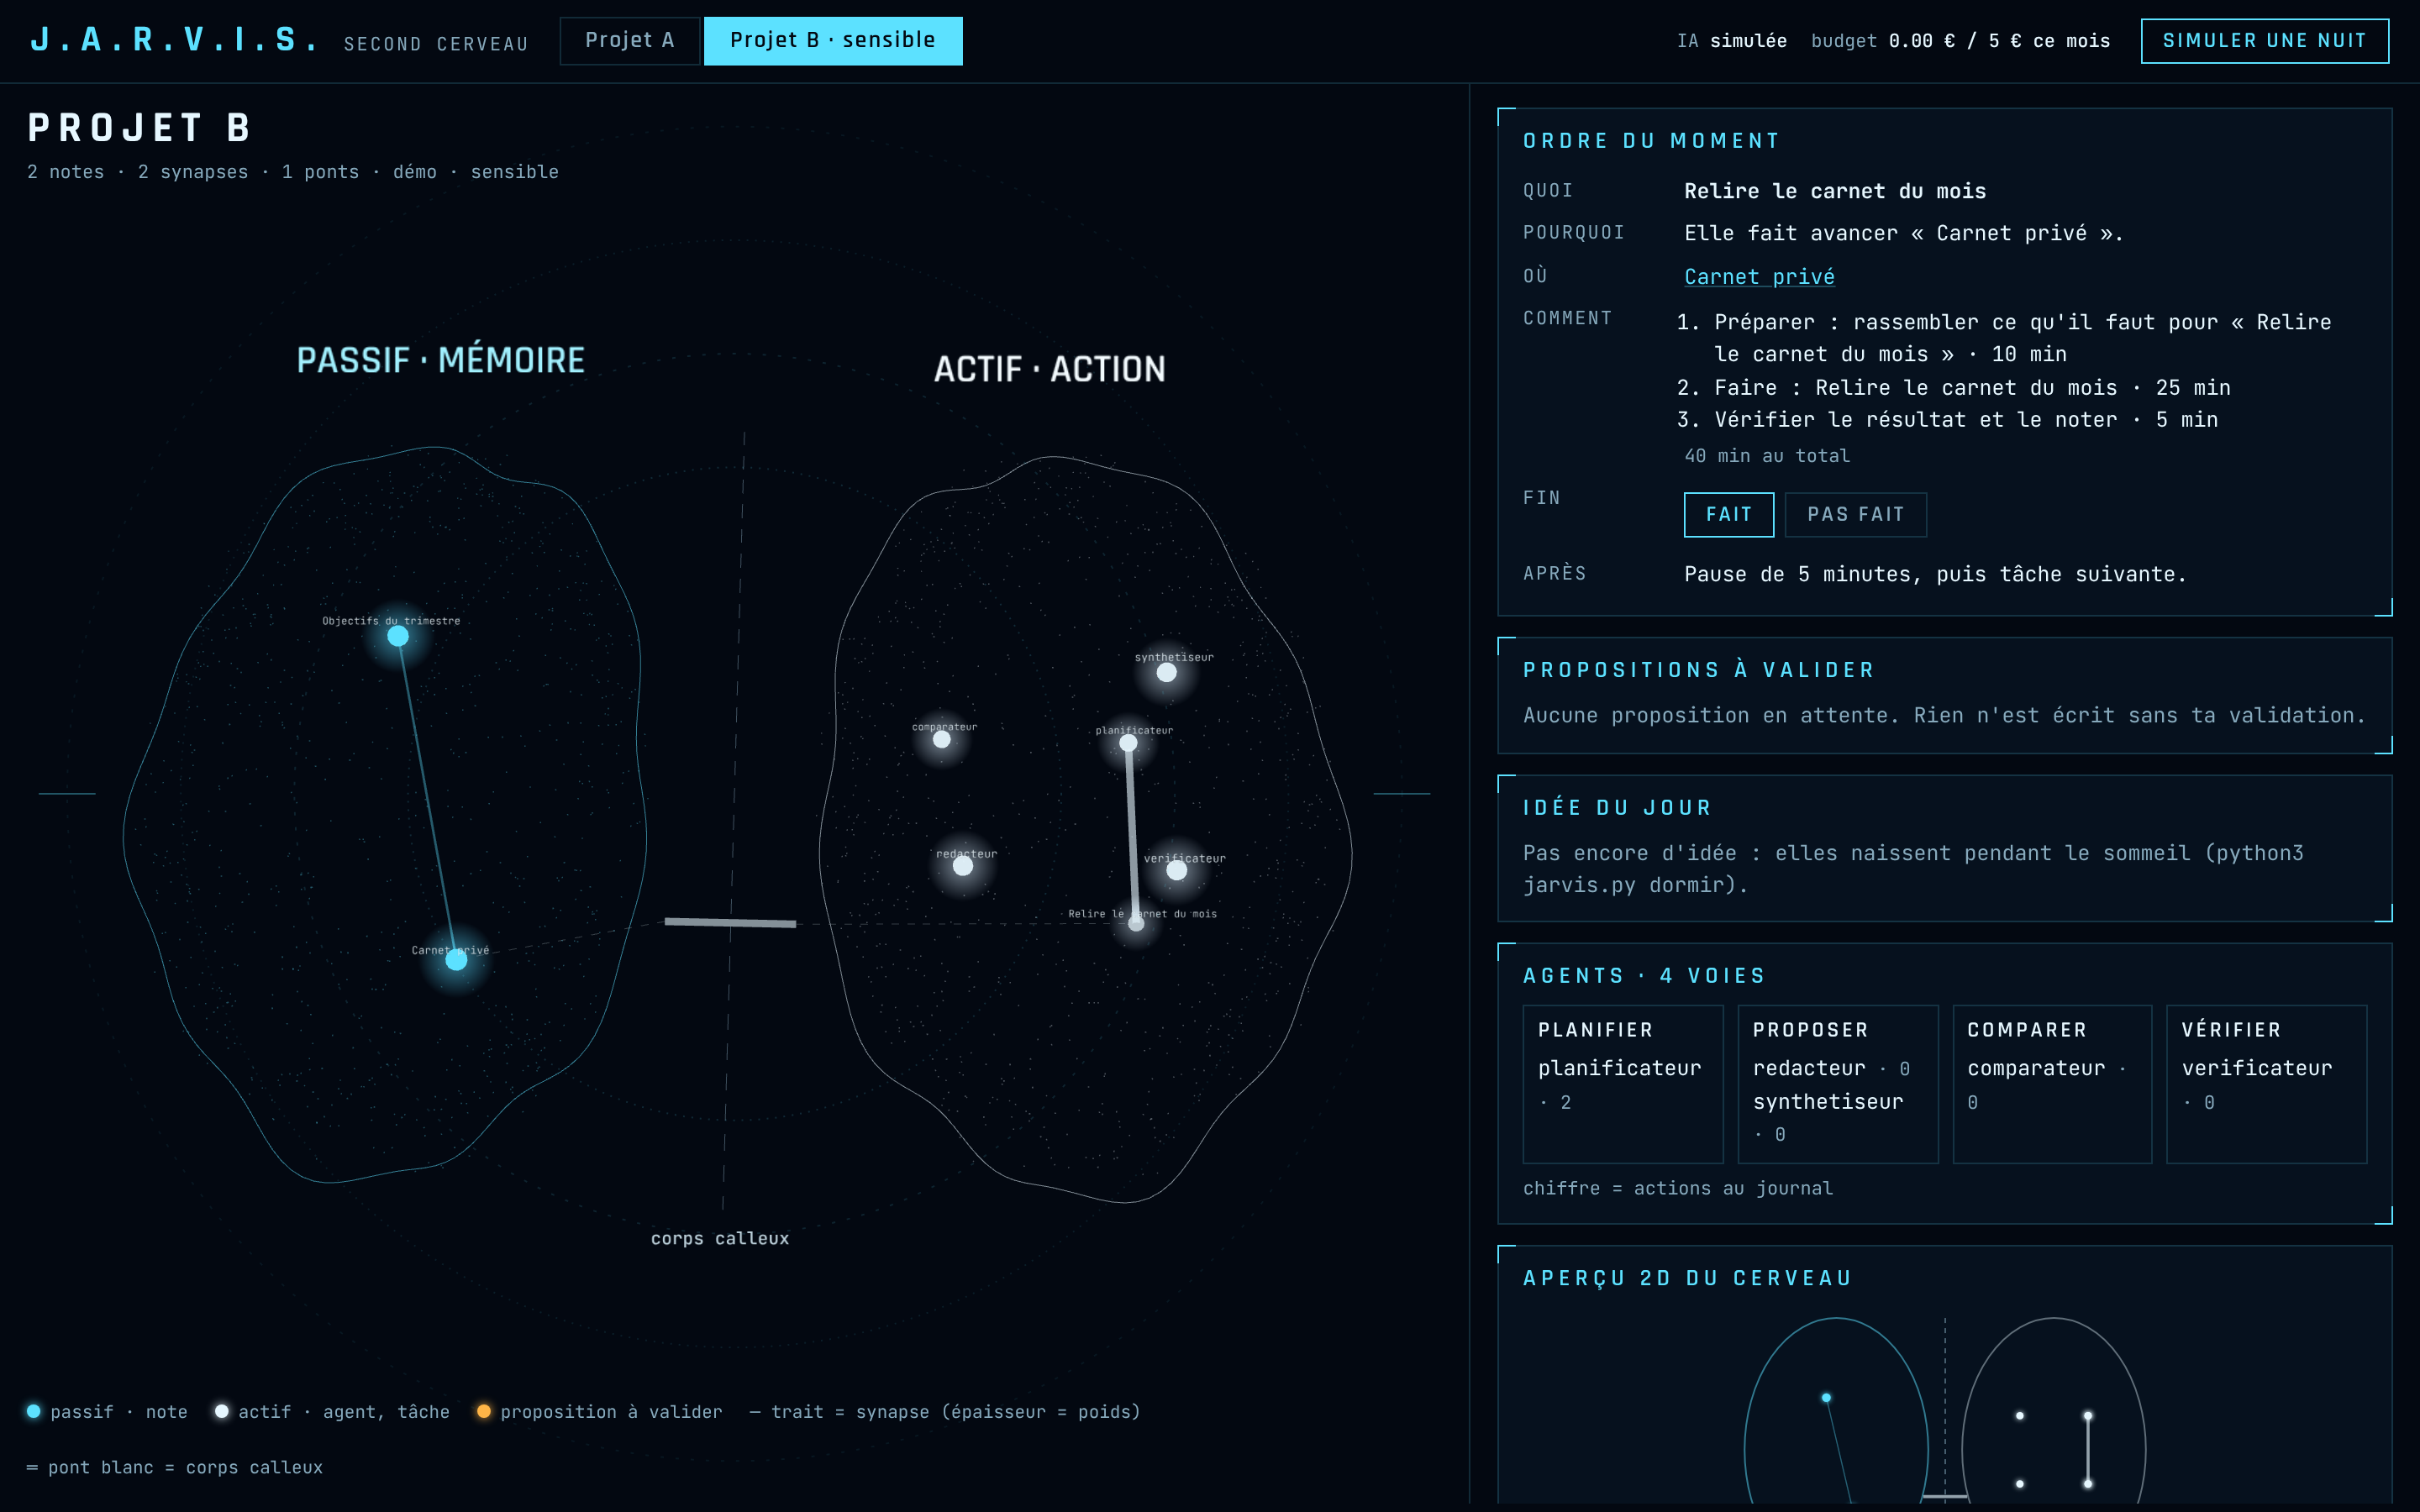 J.A.R.V.I.S. SECOND CERVEAU
Projet A
Projet B · sensible
IA simulée budget 0.00 € / 5 € ce mois
SIMULER UNE NUIT
PROJET B
2 notes · 2 synapses · 1 ponts · démo · sensible
PASSIF · MÉMOIRE
ACTIF · ACTION
Objectifs du trimestre
Carnet privé
synthetiseur
comparateur
planificateur
redacteur
verificateur
Relire le carnet du mois
corps calleux
passif · note
actif · agent, tâche
proposition à valider
— trait = synapse (épaisseur = poids)
═ pont blanc = corps calleux
ORDRE DU MOMENT
QUOI Relire le carnet du mois
POURQUOI Elle fait avancer « Carnet privé ».
OÙ Carnet privé
COMMENT 1. Préparer : rassembler ce qu'il faut pour « Relire
le carnet du mois » · 10 min
2. Faire : Relire le carnet du mois · 25 min
3. Vérifier le résultat et le noter · 5 min
40 min au total
FIN FAIT PAS FAIT
APRÈS Pause de 5 minutes, puis tâche suivante.
PROPOSITIONS À VALIDER
Aucune proposition en attente. Rien n'est écrit sans ta validation.
IDÉE DU JOUR
Pas encore d'idée : elles naissent pendant le sommeil (python3
jarvis.py dormir).
AGENTS · 4 VOIES
PLANIFIER
planificateur
· 2
PROPOSER
redacteur · 0
synthetiseur
· 0
COMPARER
comparateur ·
0
VÉRIFIER
verificateur
· 0
chiffre = actions au journal
APERÇU 2D DU CERVEAU